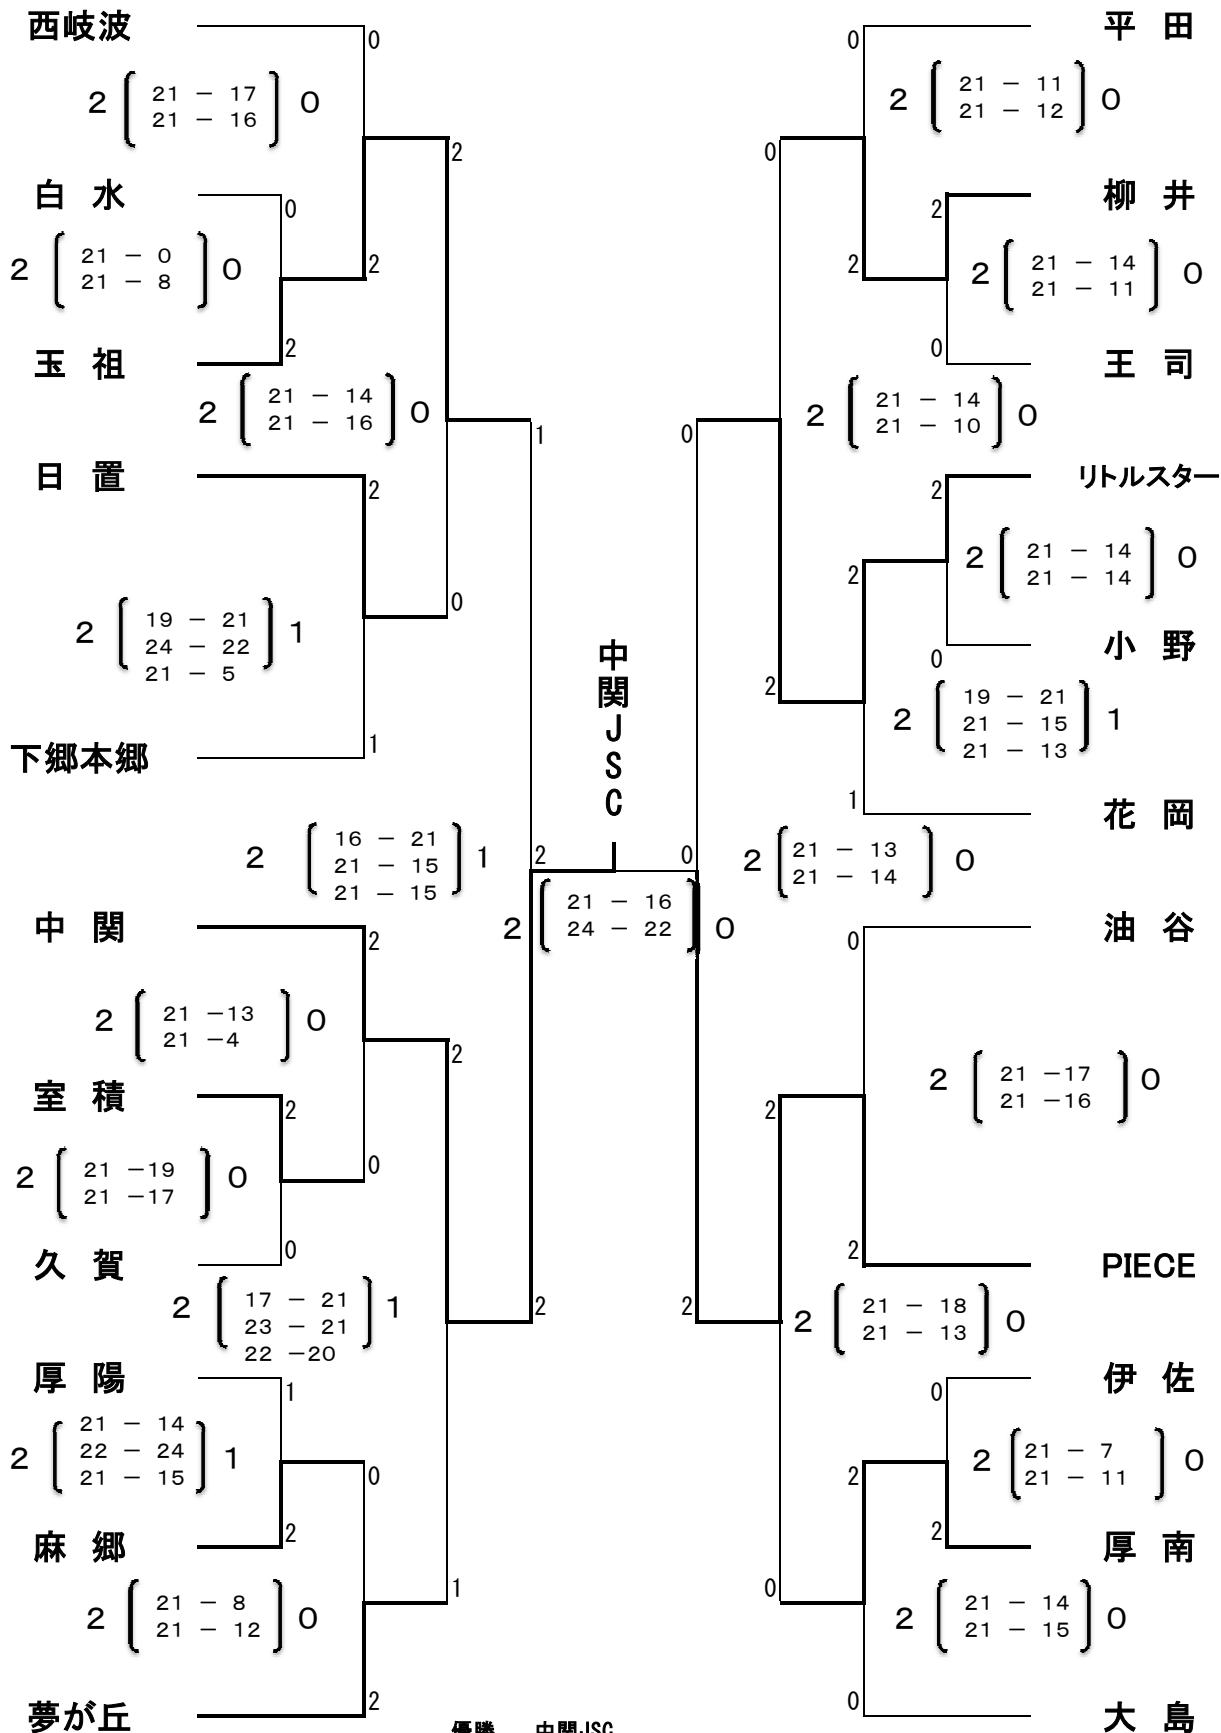 西岐波
0
2 21 － 17 0
21 － 16
2
白 水
0
2 21 － 0 0
21 － 8
2
玉 祖
2
2 21 － 14 0
21 － 16
1
日 置
2
0
2 19 － 21 1
24 － 22
21 － 5
下郷本郷
1
2 16 － 21 1
21 － 15
21 － 15
2
中 関
2
2 21 －13 0
21 －4
2
室 積
2
0
2 21 －19 0
21 －17
久 賀
0
2 17 － 21 1
23 － 21
22 －20
2
厚 陽
1
2 21 － 14 1
22 － 24
21 － 15
0
麻 郷
2
1
2 21 － 8 0
21 － 12
夢が丘
2
中関JSC
2 21 － 16 0
24 － 22
平 田
0
2 21 － 11 0
21 － 12
0
柳 井
2
2
2 21 － 14 0
21 － 11
王 司
0
2 21 － 14 0
21 － 10
0
リトルスター
2
2
2 21 － 14 0
21 － 14
小 野
0
2
2 19 － 21 1
21 － 15
21 － 13
花 岡
1
0
2 21 － 13 0
21 － 14
油 谷
0
2 21 －17 0
21 －16
2
PIECE
2
2
2 21 － 18 0
21 － 13
伊 佐
0
2 21 － 7 0
21 － 11
2
厚 南
2
0
2 21 － 14 0
21 － 15
大 島
0
優勝 中関JSC